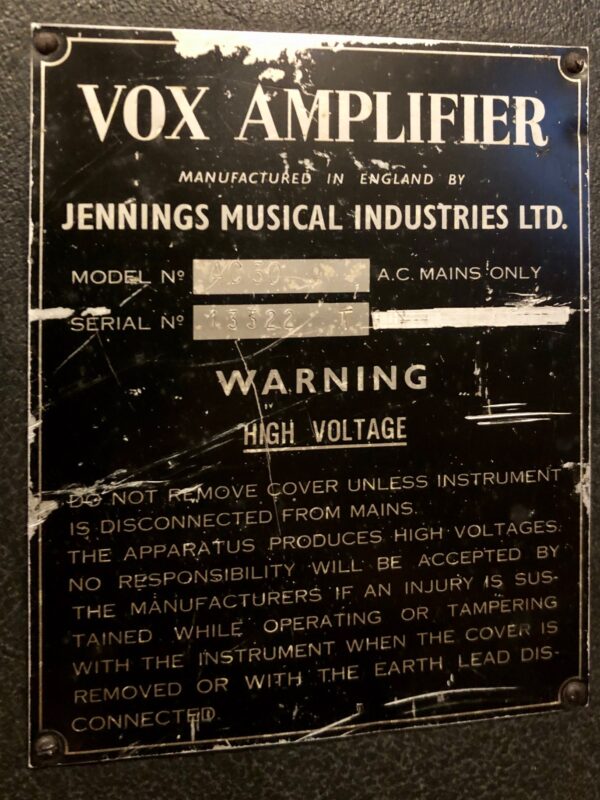 VOX AMPLIFIER
MANUFACTURED IN ENGLAND BY
JENNINGS MUSICAL INDUSTRIES LTD.
MODEL Nº AC30 A.C. MAINS ONLY
SERIAL Nº 13322 T
WARNING
HIGH VOLTAGE
DO NOT REMOVE COVER UNLESS INSTRUMENT
IS DISCONNECTED FROM MAINS.
THE APPARATUS PRODUCES HIGH VOLTAGES.
NO RESPONSIBILITY WILL BE ACCEPTED BY
THE MANUFACTURERS IF AN INJURY IS SUS-
TAINED WHILE OPERATING OR TAMPERING
WITH THE INSTRUMENT WHEN THE COVER IS
REMOVED OR WITH THE EARTH LEAD DIS-
CONNECTED